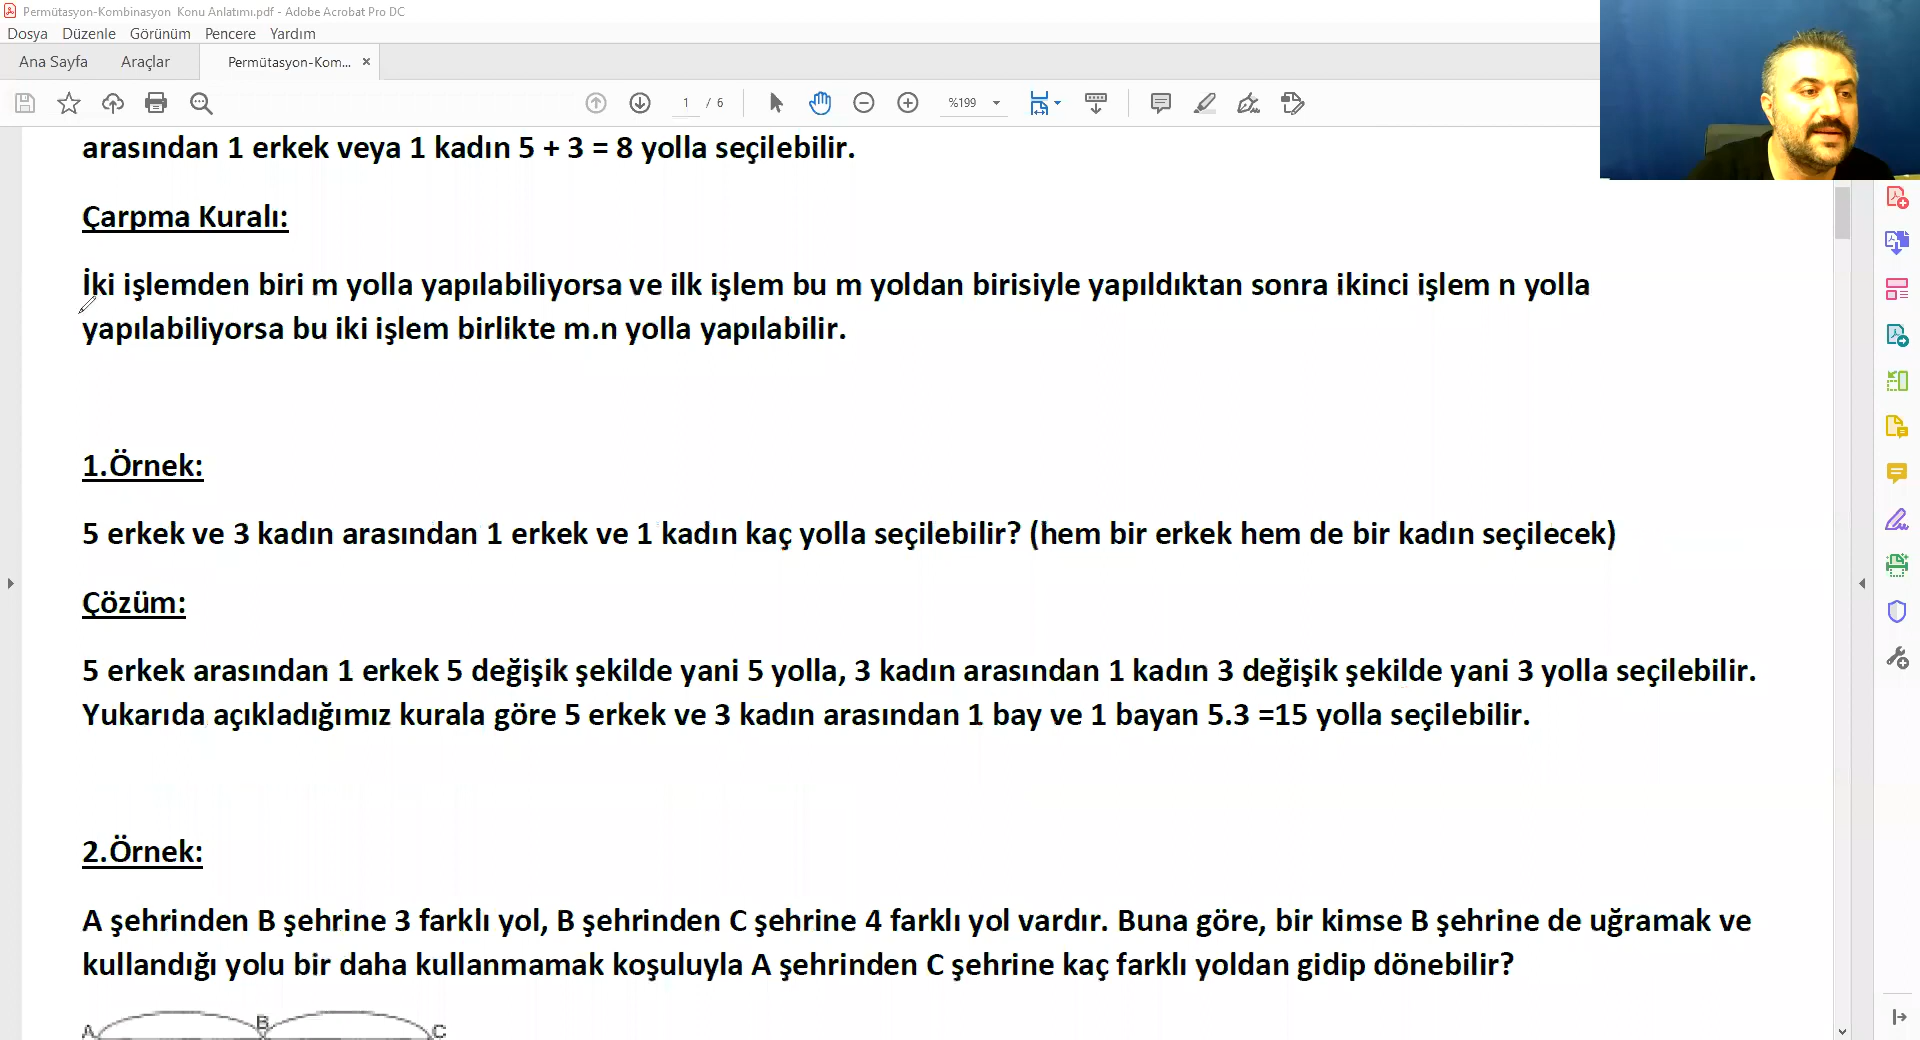 Permütasyon-Kombinasyon Konu Anlatımı.pdf - Adobe Acrobat Pro DC
Dosya Düzenle Görünüm Pencere Yardım
Ana Sayfa Araçlar Permütasyon-Kom... ×
1 / 6 %199
arasından 1 erkek veya 1 kadın 5 + 3 = 8 yolla seçilebilir.
Çarpma Kuralı:
İki işlemden biri m yolla yapılabiliyorsa ve ilk işlem bu m yoldan birisiyle yapıldıktan sonra ikinci işlem n yolla
yapılabiliyorsa bu iki işlem birlikte m.n yolla yapılabilir.
1.Örnek:
5 erkek ve 3 kadın arasından 1 erkek ve 1 kadın kaç yolla seçilebilir? (hem bir erkek hem de bir kadın seçilecek)
Çözüm:
5 erkek arasından 1 erkek 5 değişik şekilde yani 5 yolla, 3 kadın arasından 1 kadın 3 değişik şekilde yani 3 yolla seçilebilir.
Yukarıda açıkladığımız kurala göre 5 erkek ve 3 kadın arasından 1 bay ve 1 bayan 5.3 =15 yolla seçilebilir.
2.Örnek:
A şehrinden B şehrine 3 farklı yol, B şehrinden C şehrine 4 farklı yol vardır. Buna göre, bir kimse B şehrine de uğramak ve
kullandığı yolu bir daha kullanmamak koşuluyla A şehrinden C şehrine kaç farklı yoldan gidip dönebilir?
A B C